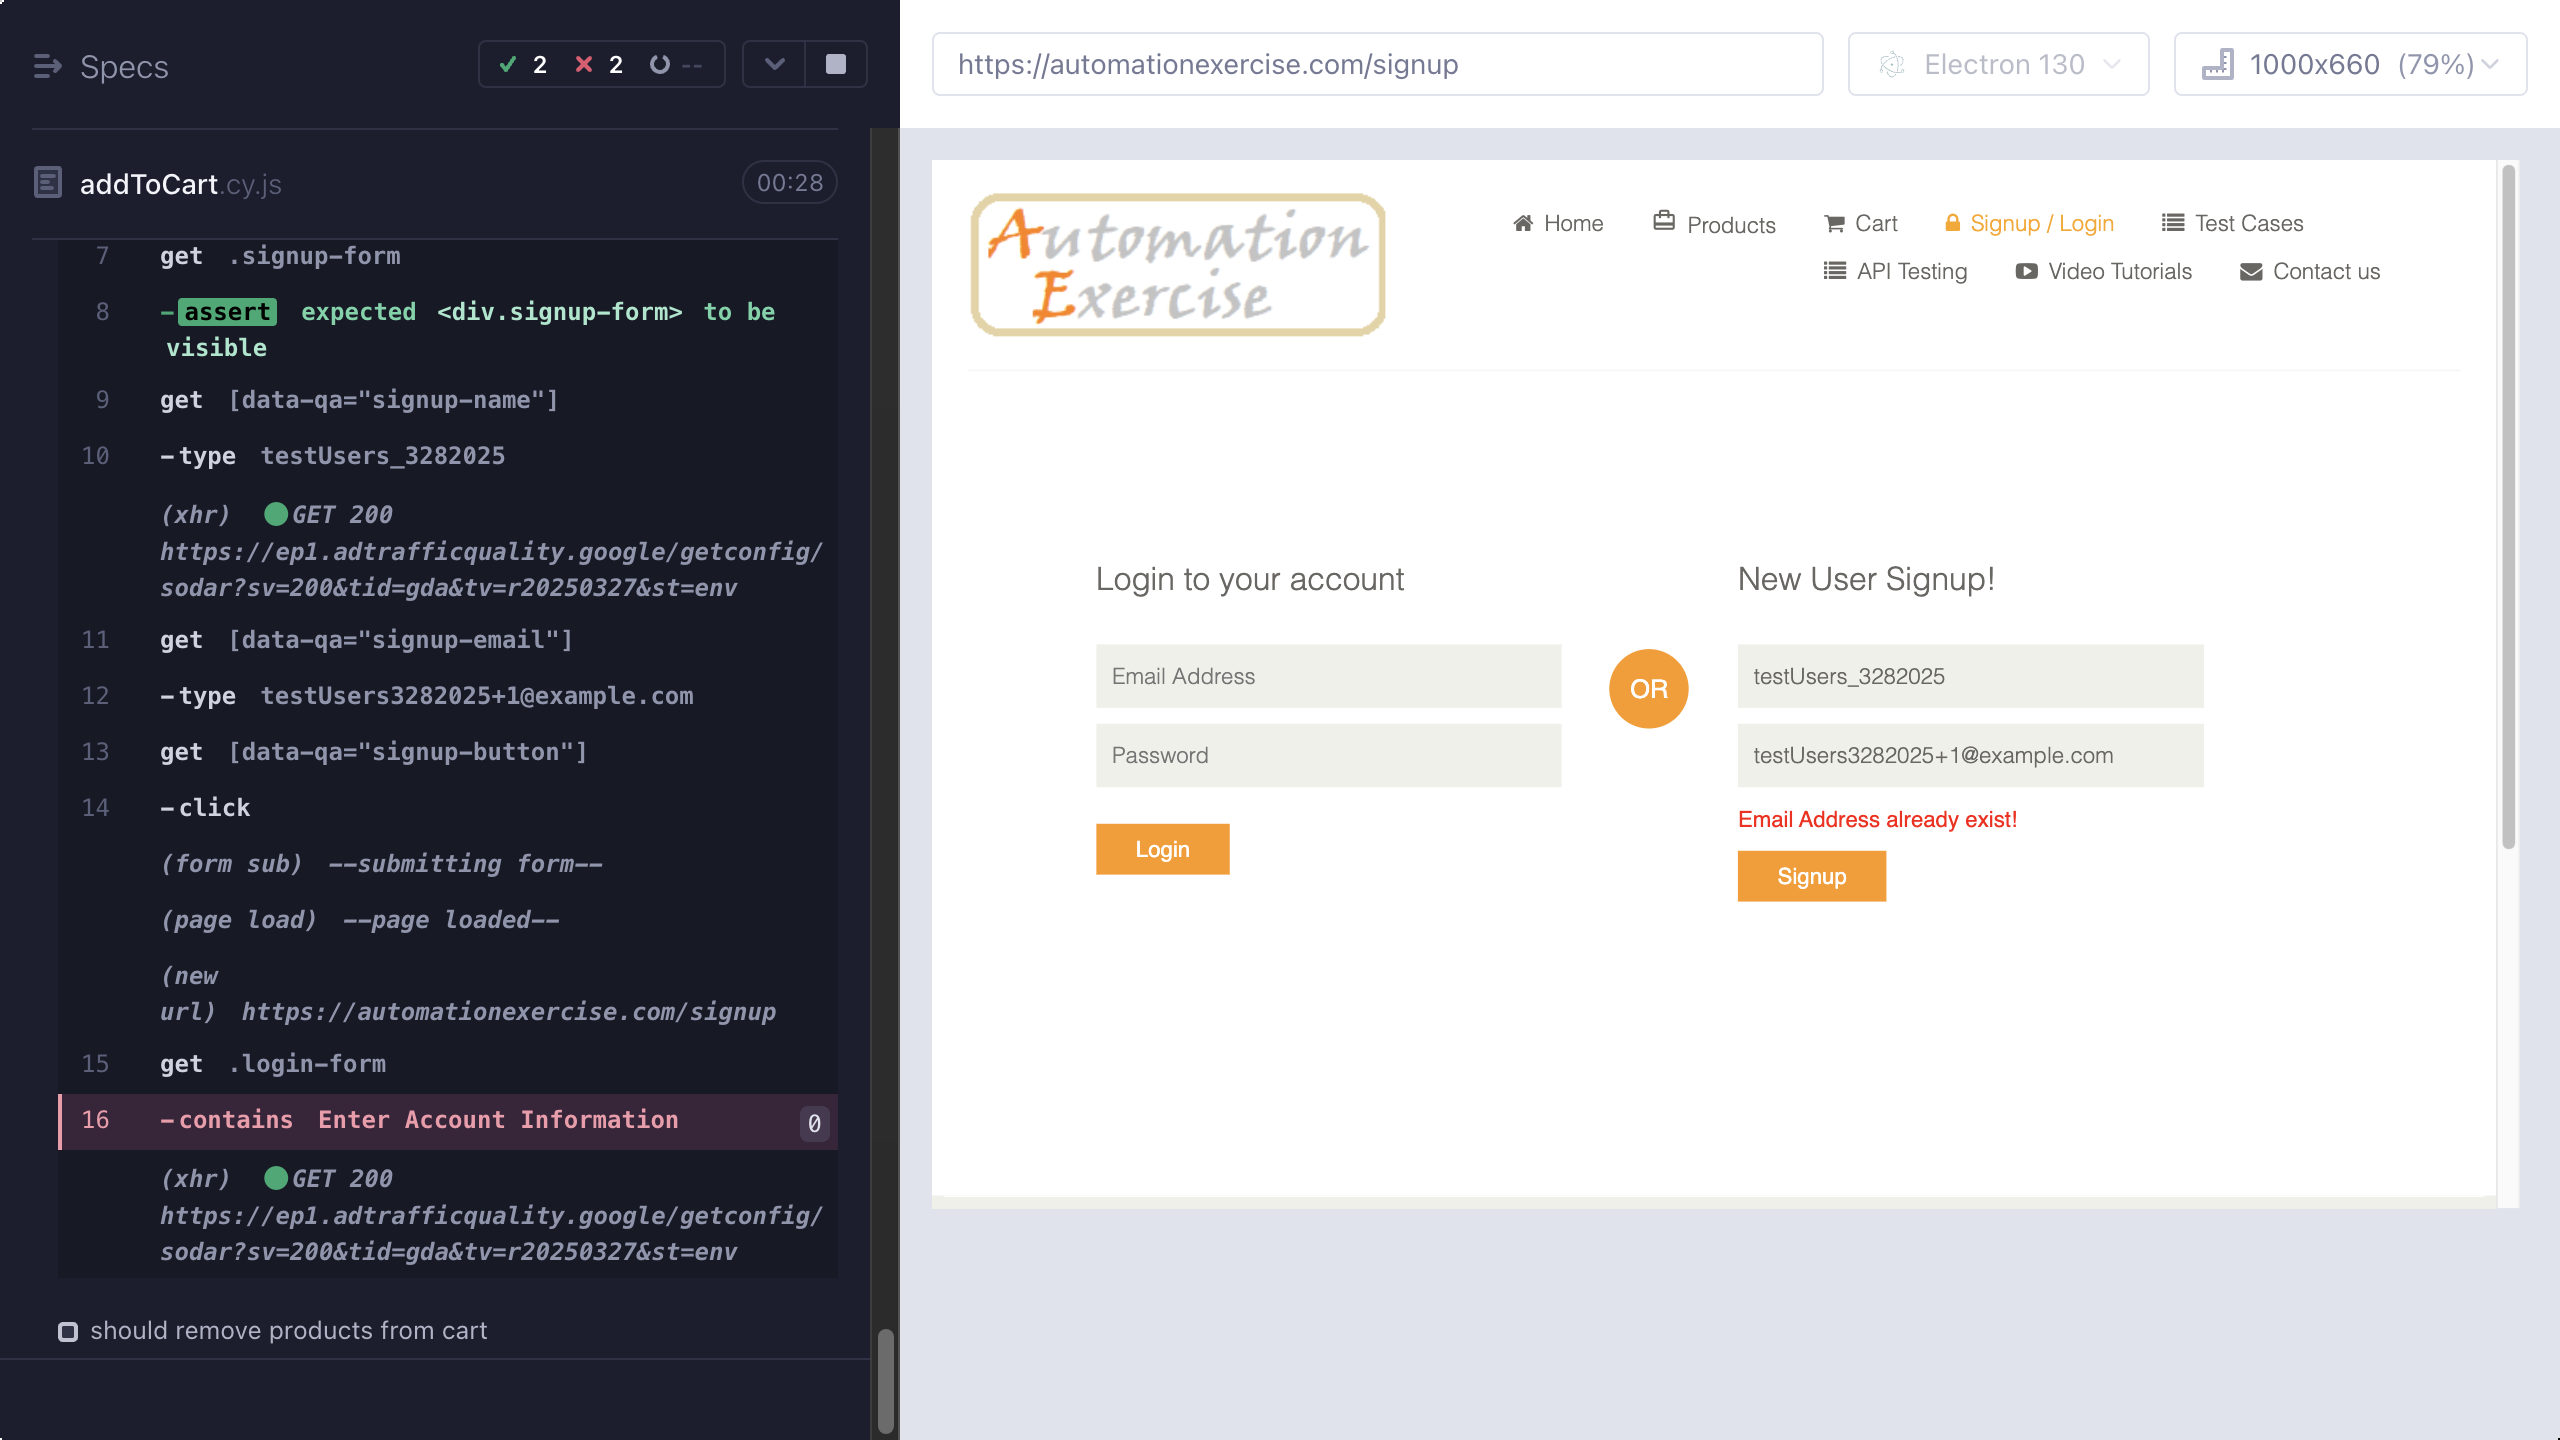 Specs
2
2
--
addToCart.cy.js
00:28
7 get .signup-form
8 -assert expected <div.signup-form> to be
visible
9 get [data-qa="signup-name"]
10 -type testUsers_3282025
(xhr) GET 200
https://ep1.adtrafficquality.google/getconfig/
sodar?sv=200&tid=gda&tv=r20250327&st=env
11 get [data-qa="signup-email"]
12 -type testUsers3282025+1@example.com
13 get [data-qa="signup-button"]
14 -click
(form sub) --submitting form--
(page load) --page loaded--
(new
url) https://automationexercise.com/signup
15 get .login-form
16 -contains Enter Account Information 0
(xhr) GET 200
https://ep1.adtrafficquality.google/getconfig/
sodar?sv=200&tid=gda&tv=r20250327&st=env
should remove products from cart
https://automationexercise.com/signup
Electron 130
1000x660 (79%)
Automation
Exercise
Home Products Cart Signup / Login Test Cases
API Testing Video Tutorials Contact us
Login to your account
Email Address
Password
Login
OR
New User Signup!
testUsers_3282025
testUsers3282025+1@example.com
Email Address already exist!
Signup